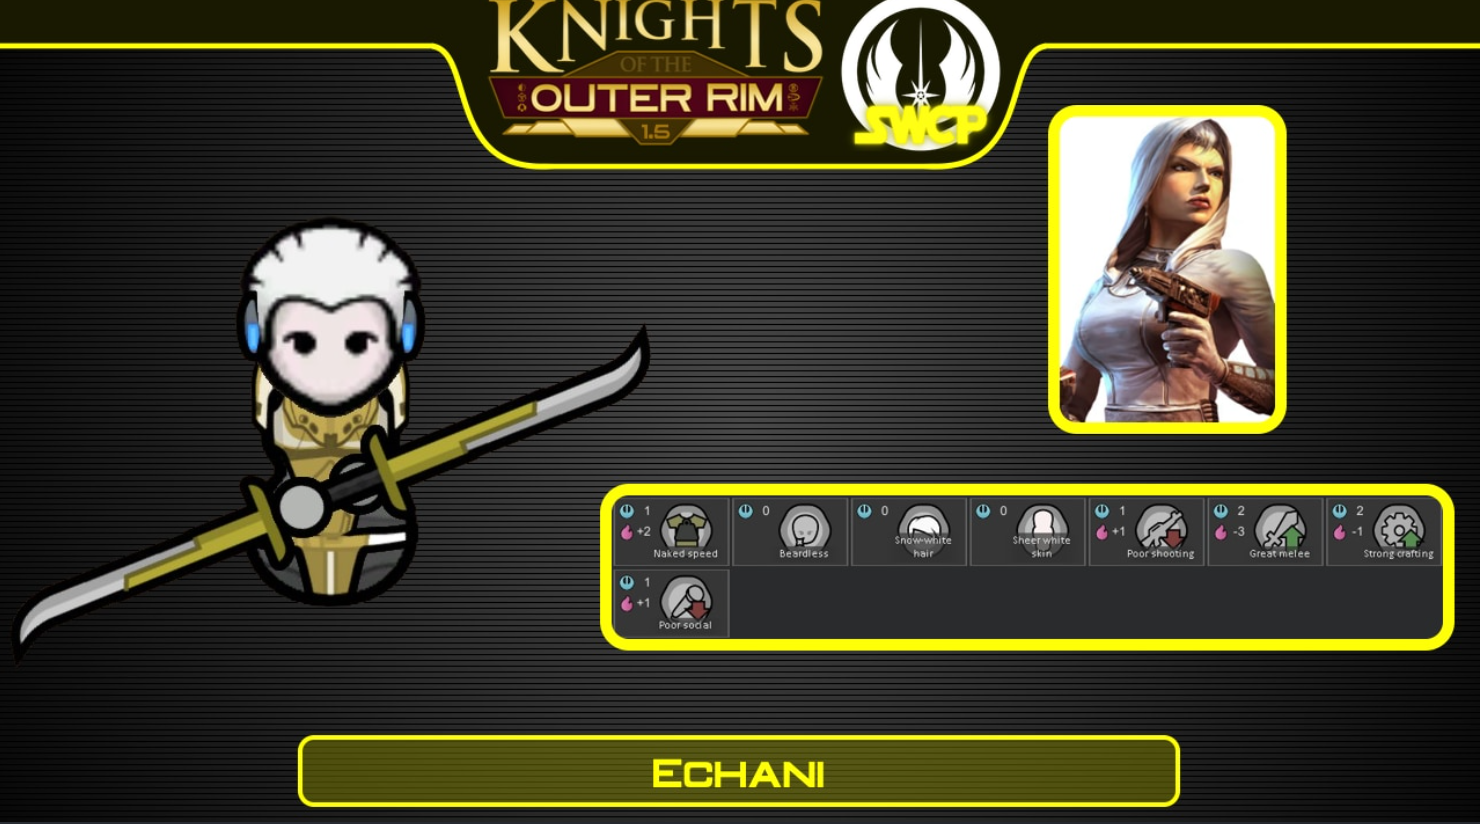 KNIGHTS
OF THE
OUTER RIM
1.5
SWCP
1
+2
Naked speed
0
Beardless
0
Snow-white
hair
0
Sheer white
skin
1
+1
Poor shooting
2
-3
Great melee
2
-1
Strong crafting
1
+1
Poor social
ECHANI